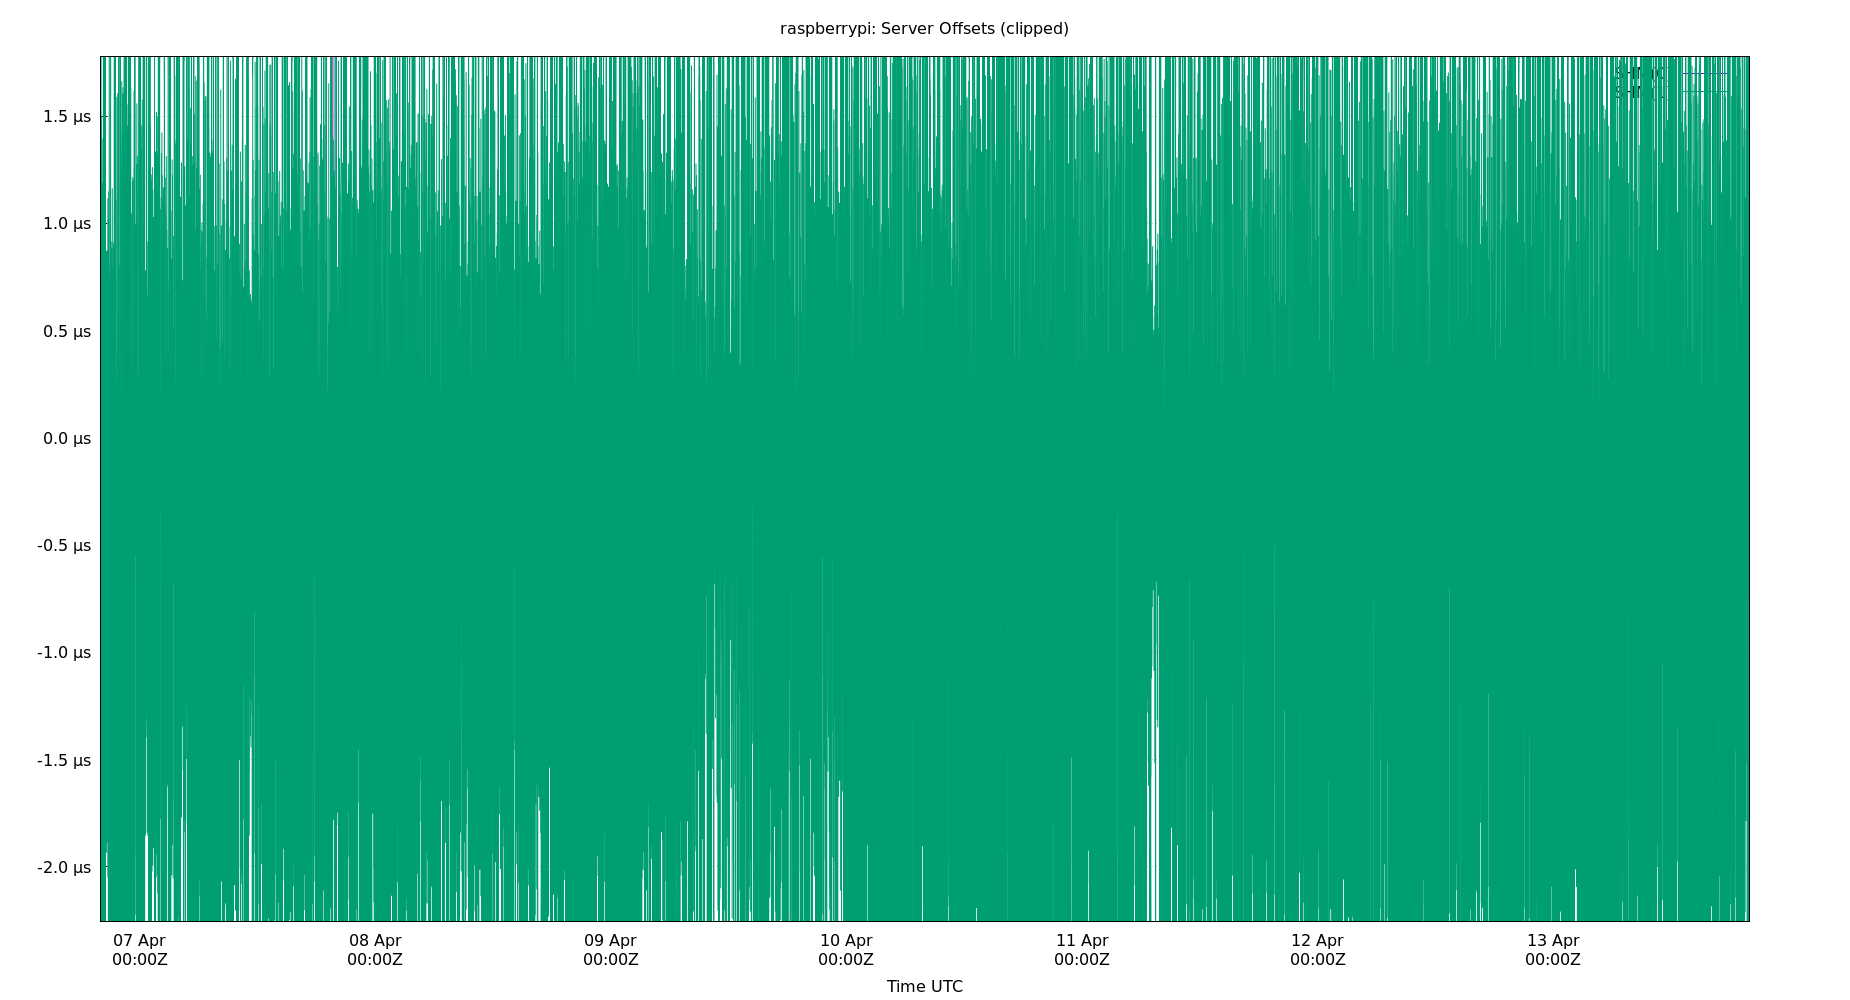 raspberrypi: Server Offsets (clipped)
1.5 µs
1.0 µs
0.5 µs
0.0 µs
-0.5 µs
-1.0 µs
-1.5 µs
-2.0 µs
07 Apr 08 Apr 09 Apr 10 Apr 11 Apr 12 Apr 13 Apr
00:00Z 00:00Z 00:00Z 00:00Z 00:00Z 00:00Z 00:00Z
Time UTC